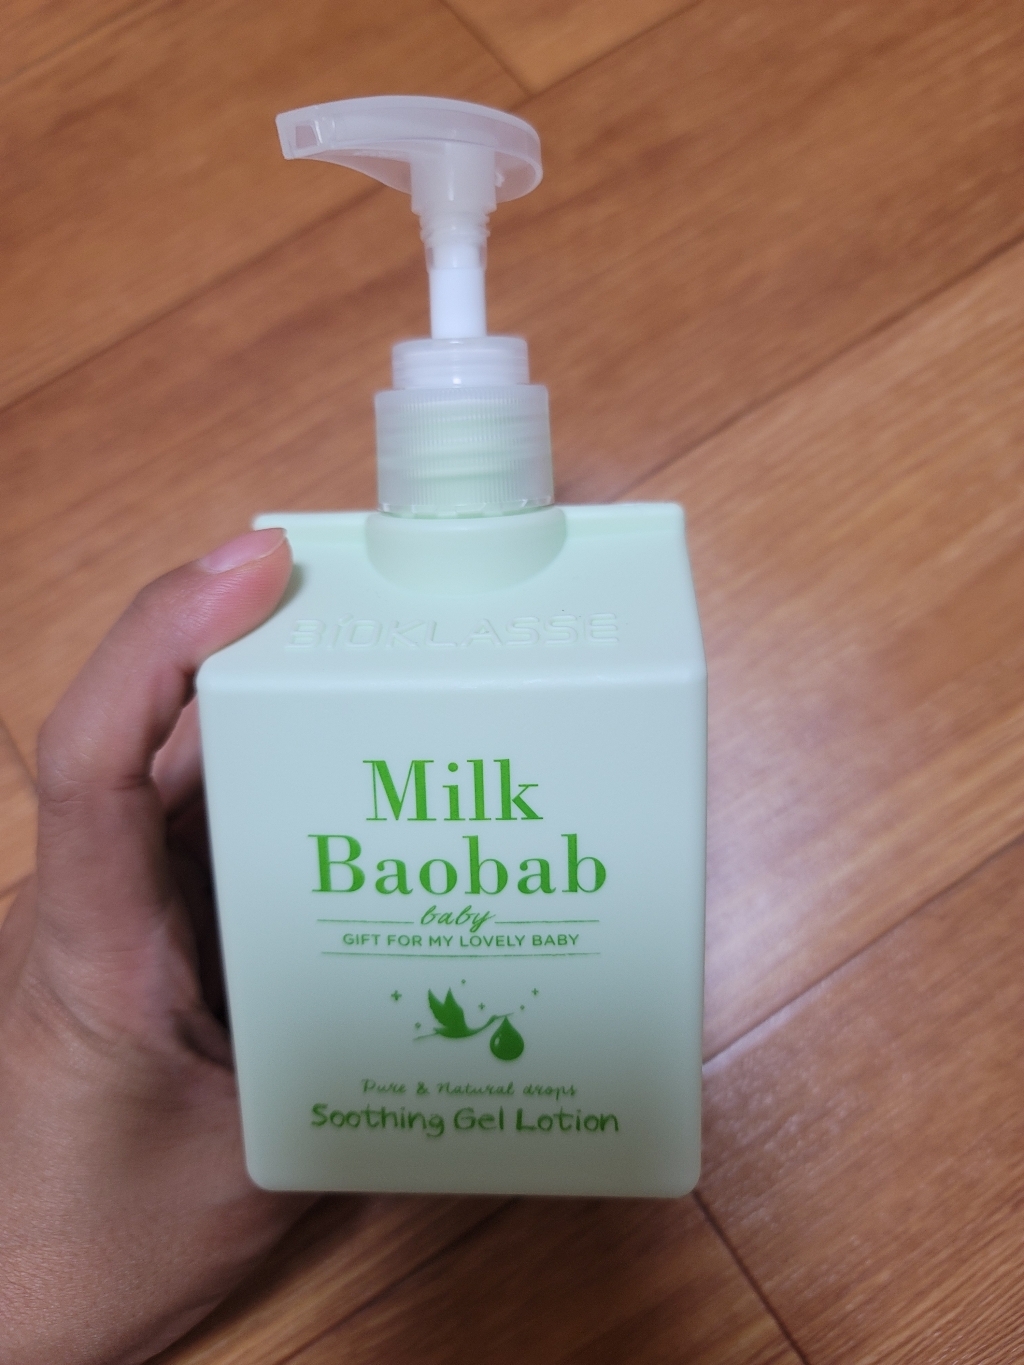 BIOKLASSE
Milk
Baobab
baby
GIFT FOR MY LOVELY BABY
Pure & Natural drops
Soothing Gel Lotion